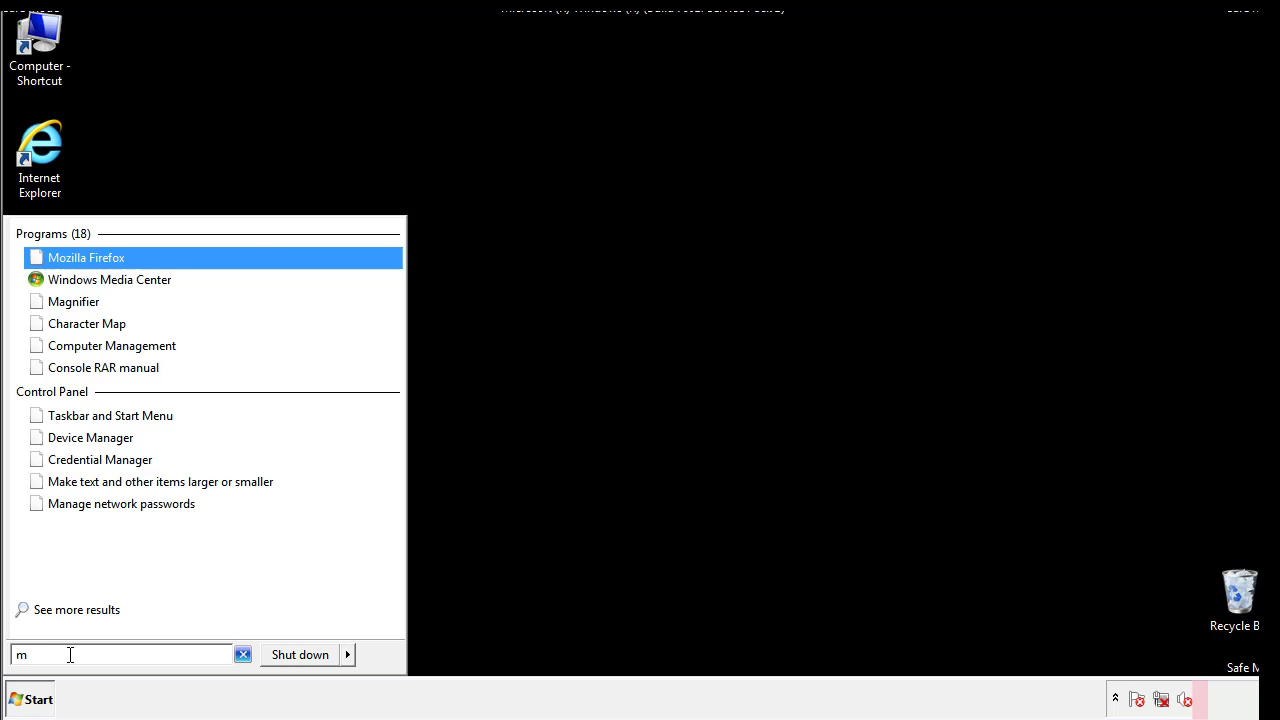 Computer -
Shortcut
Internet
Explorer
Programs (18)
Mozilla Firefox
Windows Media Center
Magnifier
Character Map
Computer Management
Console RAR manual
Control Panel
Taskbar and Start Menu
Device Manager
Credential Manager
Make text and other items larger or smaller
Manage network passwords
See more results
m
Shut down
Recycle B
Safe M
Start